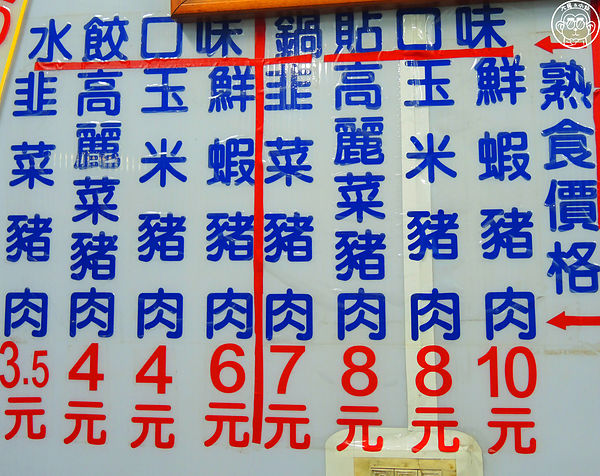 水餃口味
韭菜豬肉 3.5元
高麗菜豬肉 4元
玉米豬肉 4元
鮮蝦豬肉 6元
鍋貼口味
韭菜豬肉 7元
高麗菜豬肉 8元
玉米豬肉 8元
鮮蝦豬肉 10元
熟食價格